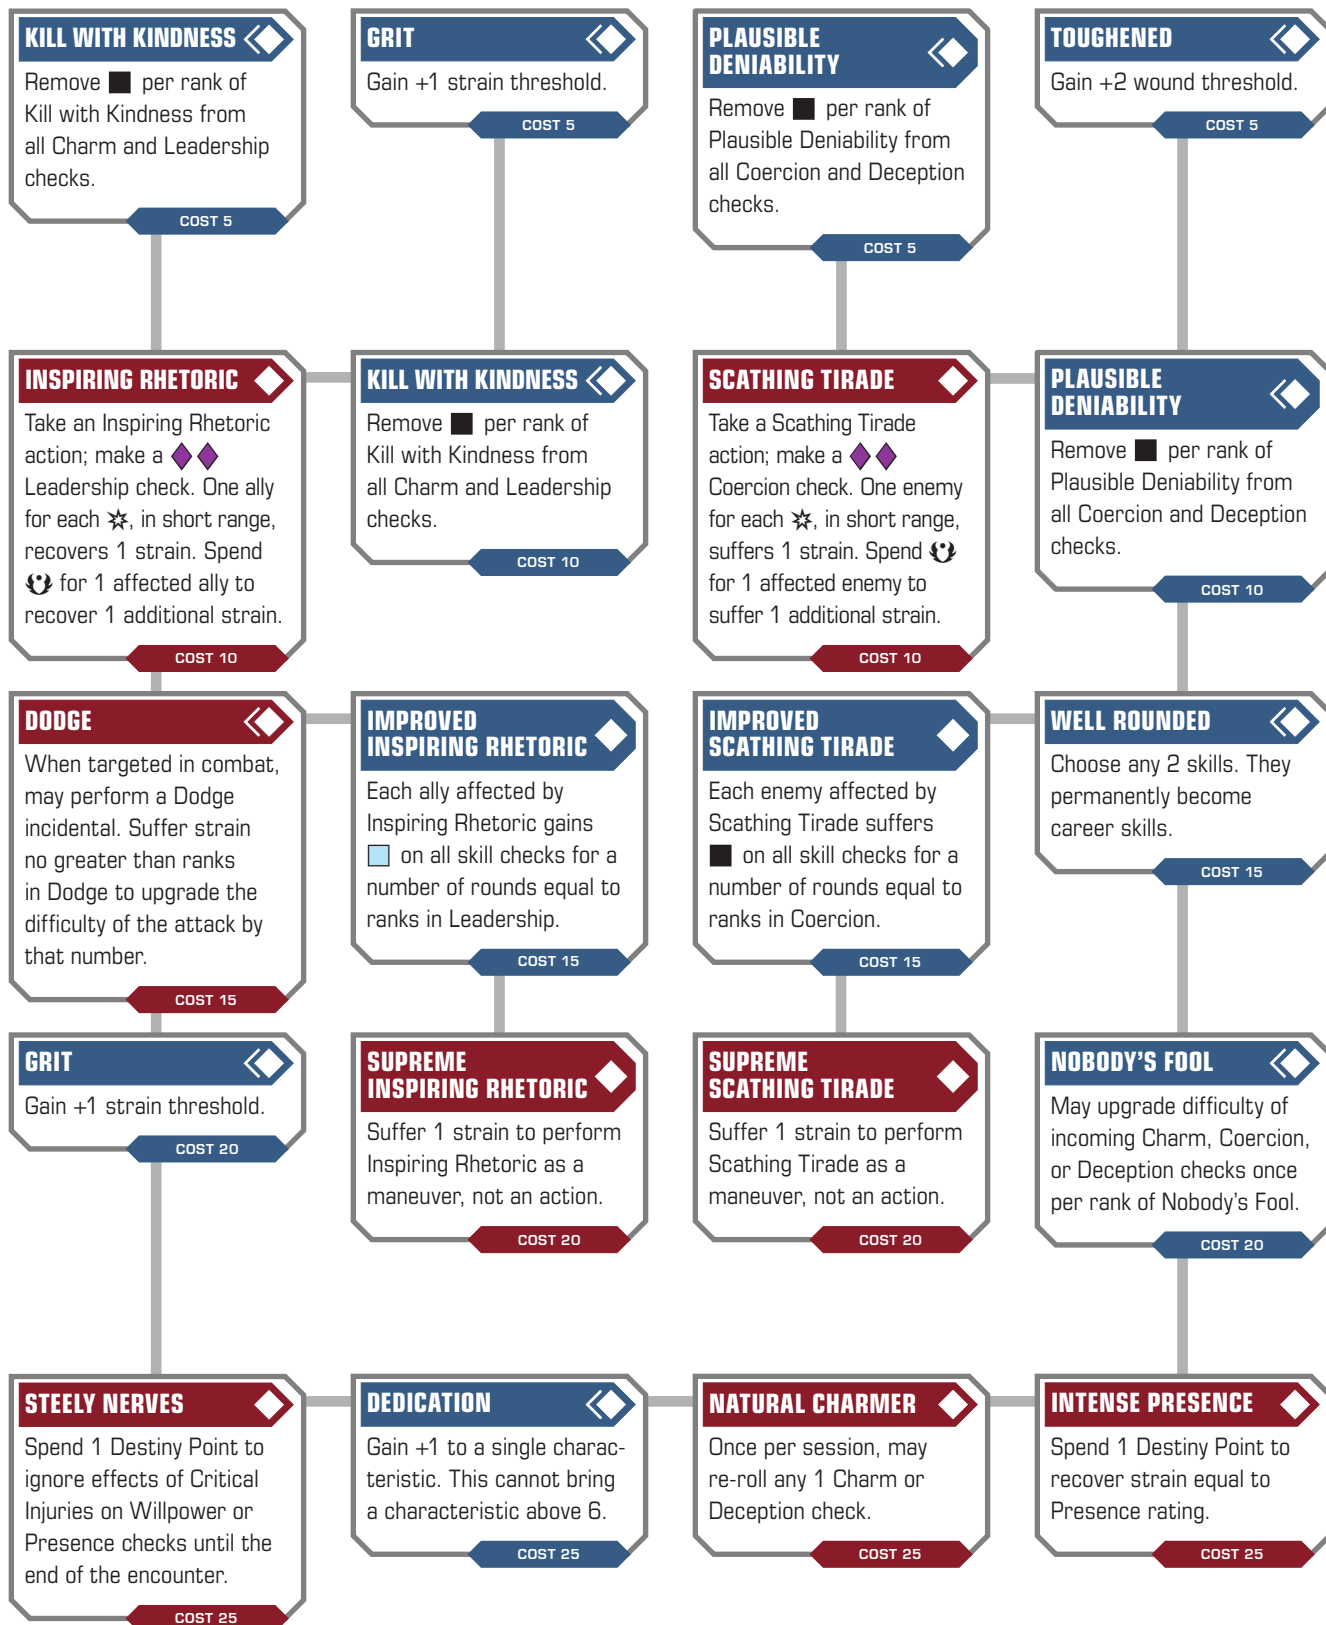 KILL WITH KINDNESS
Remove per rank of
Kill with Kindness from
all Charm and Leadership
checks.
COST 5
GRIT
Gain +1 strain threshold.
COST 5
PLAUSIBLE
DENIABILITY
Remove per rank of
Plausible Deniability from
all Coercion and Deception
checks.
COST 5
TOUGHENED
Gain +2 wound threshold.
COST 5
INSPIRING RHETORIC
Take an Inspiring Rhetoric
action; make a
Leadership check. One ally
for each , in short range,
recovers 1 strain. Spend
for 1 affected ally to
recover 1 additional strain.
COST 10
KILL WITH KINDNESS
Remove per rank of
Kill with Kindness from
all Charm and Leadership
checks.
COST 10
SCATHING TIRADE
Take a Scathing Tirade
action; make a
Coercion check. One enemy
for each , in short range,
suffers 1 strain. Spend
for 1 affected enemy to
suffer 1 additional strain.
COST 10
PLAUSIBLE
DENIABILITY
Remove per rank of
Plausible Deniability from
all Coercion and Deception
checks.
COST 10
DODGE
When targeted in combat,
may perform a Dodge
incidental. Suffer strain
no greater than ranks
in Dodge to upgrade the
difficulty of the attack by
that number.
COST 15
IMPROVED
INSPIRING RHETORIC
Each ally affected by
Inspiring Rhetoric gains
on all skill checks for a
number of rounds equal to
ranks in Leadership.
COST 15
IMPROVED
SCATHING TIRADE
Each enemy affected by
Scathing Tirade suffers
on all skill checks for a
number of rounds equal to
ranks in Coercion.
COST 15
WELL ROUNDED
Choose any 2 skills. They
permanently become
career skills.
COST 15
GRIT
Gain +1 strain threshold.
COST 20
SUPREME
INSPIRING RHETORIC
Suffer 1 strain to perform
Inspiring Rhetoric as a
maneuver, not an action.
COST 20
SUPREME
SCATHING TIRADE
Suffer 1 strain to perform
Scathing Tirade as a
maneuver, not an action.
COST 20
NOBODY'S FOOL
May upgrade difficulty of
incoming Charm, Coercion,
or Deception checks once
per rank of Nobody's Fool.
COST 20
STEELY NERVES
Spend 1 Destiny Point to
ignore effects of Critical
Injuries on Willpower or
Presence checks until the
end of the encounter.
COST 25
DEDICATION
Gain +1 to a single charac-
teristic. This cannot bring
a characteristic above 6.
COST 25
NATURAL CHARMER
Once per session, may
re-roll any 1 Charm or
Deception check.
COST 25
INTENSE PRESENCE
Spend 1 Destiny Point to
recover strain equal to
Presence rating.
COST 25